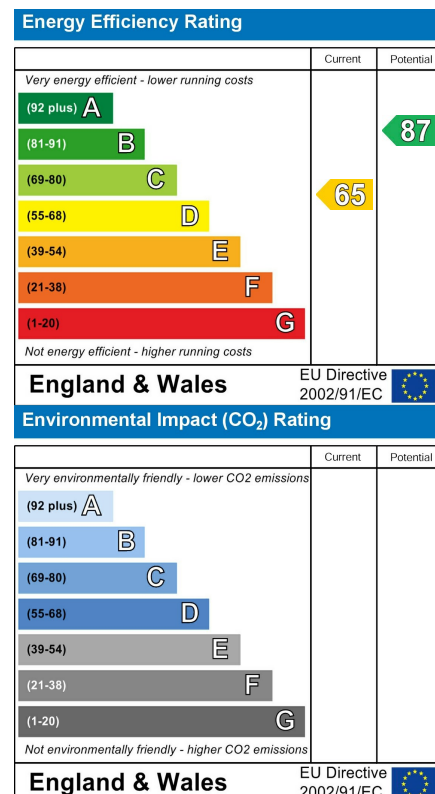 Energy Efficiency Rating
Current Potential
Very energy efficient - lower running costs
(92 plus) A
(81-91) B
(69-80) C
(55-68) D
(39-54) E
(21-38) F
(1-20) G
87
65
Not energy efficient - higher running costs
England & Wales
EU Directive
2002/91/EC
Environmental Impact (CO₂) Rating
Current Potential
Very environmentally friendly - lower CO2 emissions
(92 plus) A
(81-91) B
(69-80) C
(55-68) D
(39-54) E
(21-38) F
(1-20) G
Not environmentally friendly - higher CO2 emissions
England & Wales
EU Directive
2002/91/EC